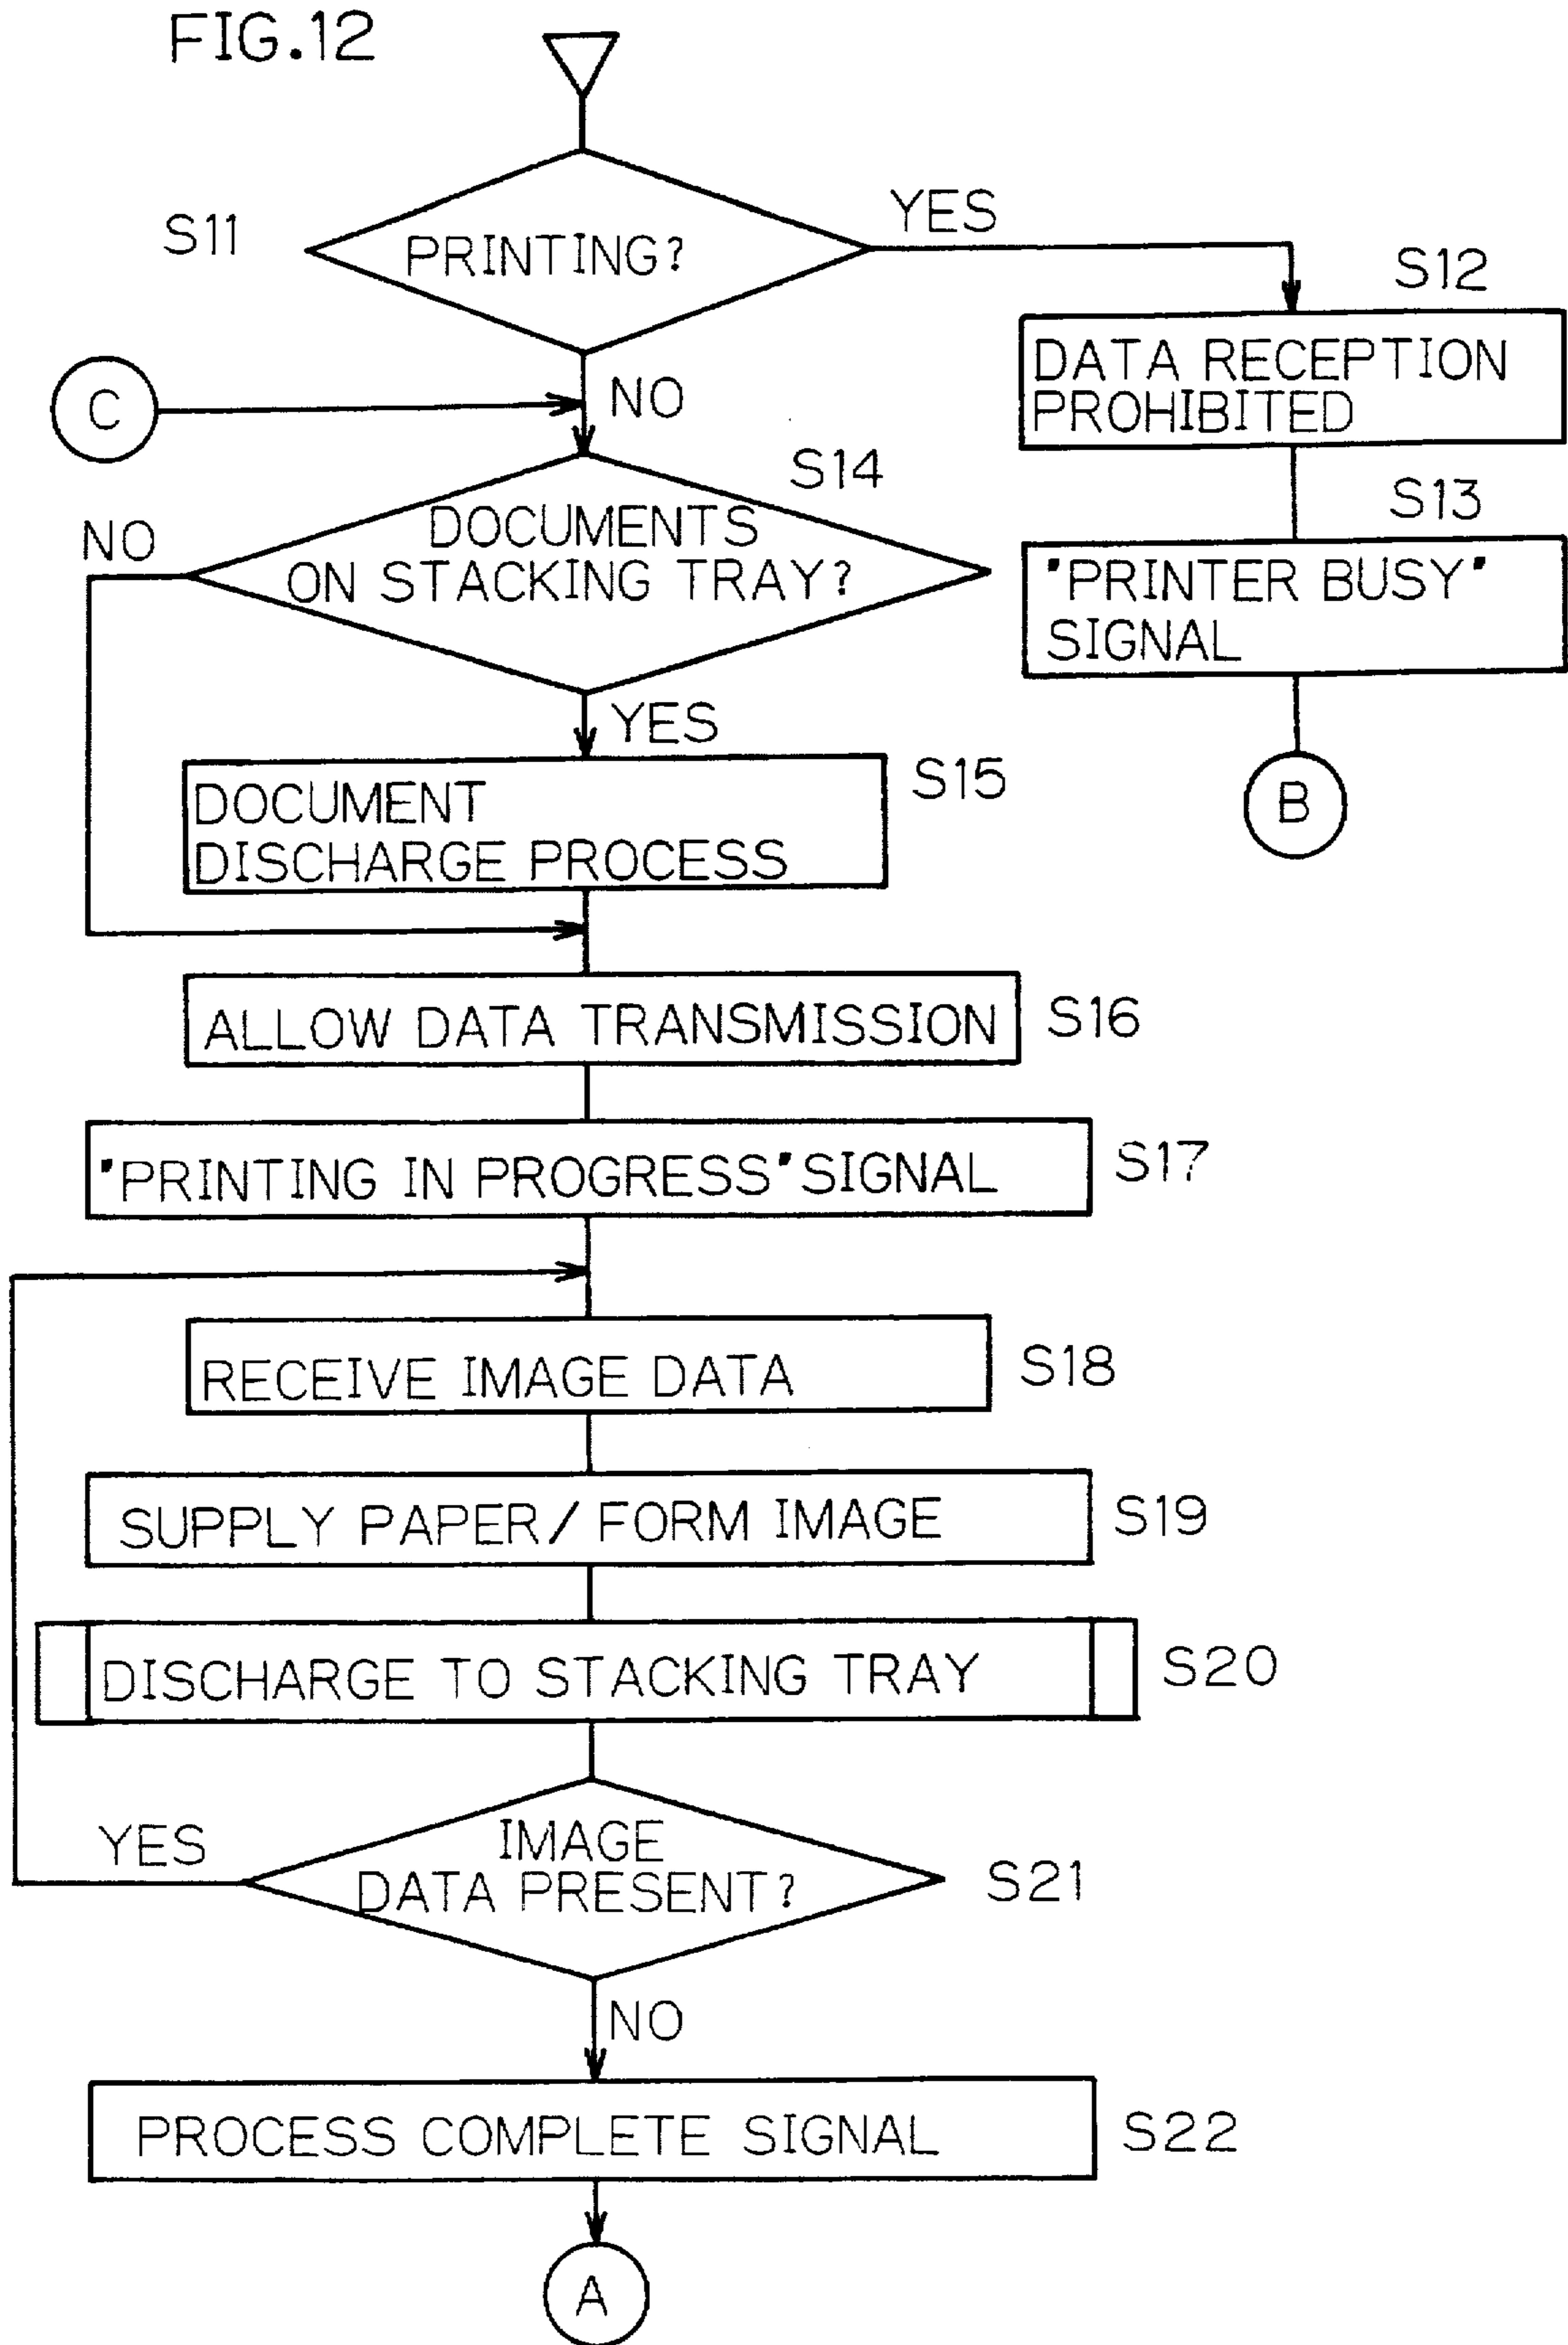 FIG.12
S11
PRINTING?
YES
S12
DATA RECEPTION
PROHIBITED
C
NO
S14
S13
NO
DOCUMENTS
ON STACKING TRAY?
"PRINTER BUSY"
SIGNAL
YES
B
DOCUMENT
DISCHARGE PROCESS
S15
ALLOW DATA TRANSMISSION
S16
"PRINTING IN PROGRESS" SIGNAL
S17
RECEIVE IMAGE DATA
S18
SUPPLY PAPER/ FORM IMAGE
S19
DISCHARGE TO STACKING TRAY
S20
YES
IMAGE
DATA PRESENT?
S21
NO
PROCESS COMPLETE SIGNAL
S22
A